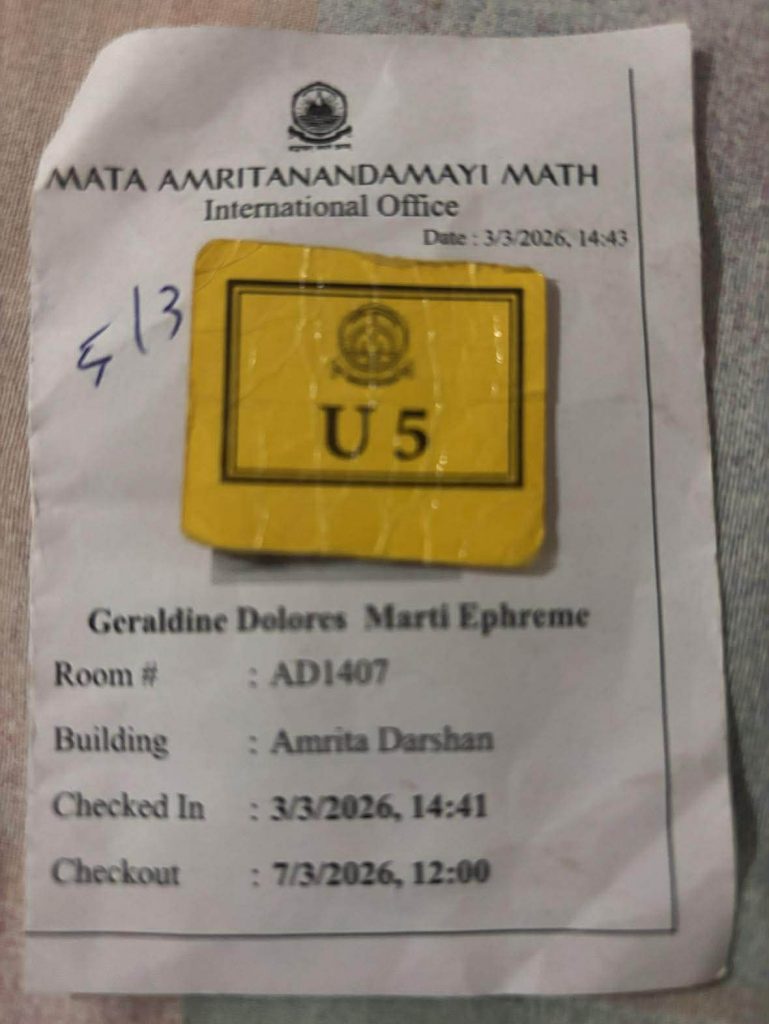 MATA AMRITANANDAMAYI MATH
International Office
Date : 3/3/2026, 14:43
U 5
Geraldine Dolores Marti Ephreme
Room # : AD1407
Building : Amrita Darshan
Checked In : 3/3/2026, 14:41
Checkout : 7/3/2026, 12:00